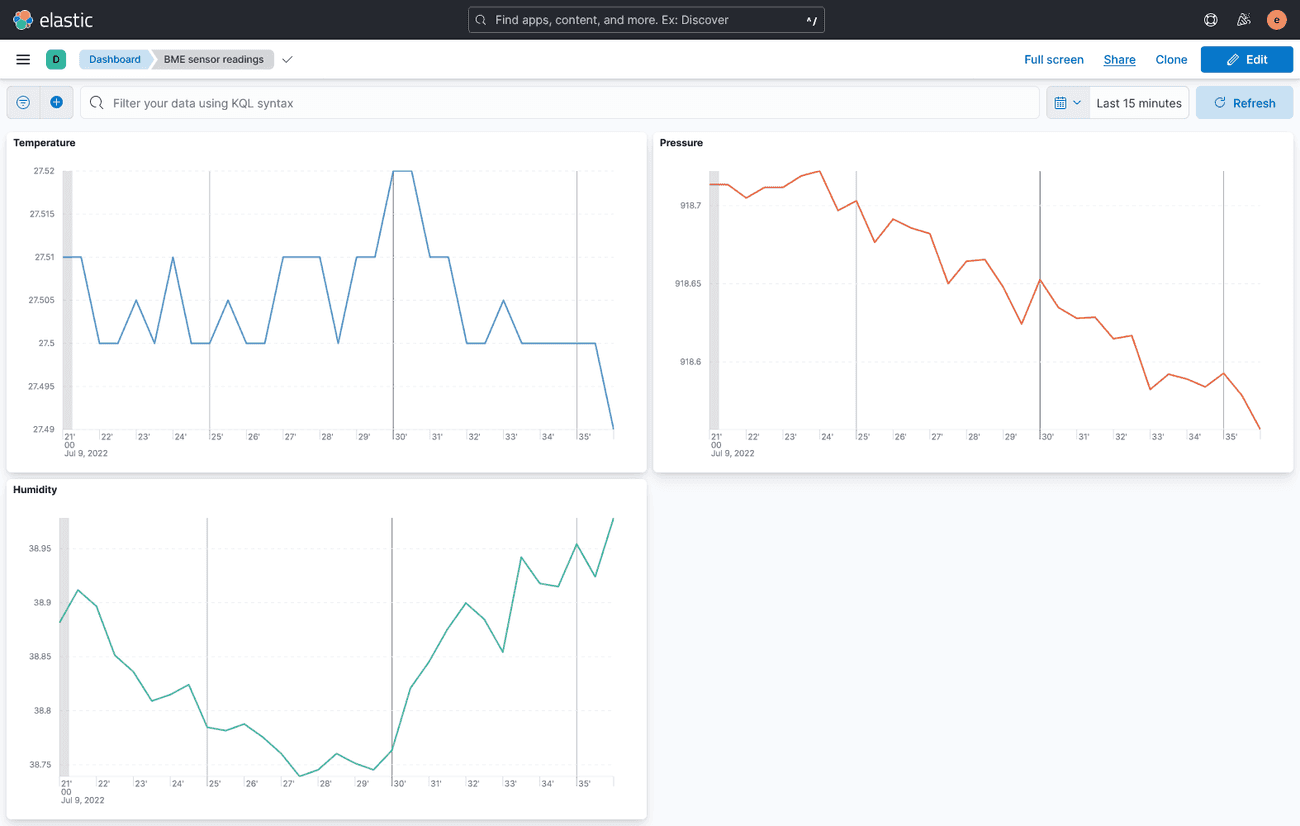 elastic
Find apps, content, and more. Ex: Discover ^/
e
D Dashboard BME sensor readings Full screen Share Clone Edit
Filter your data using KQL syntax Last 15 minutes Refresh
Temperature
27.52
27.515
27.51
27.505
27.5
27.495
27.49
21' 22' 23' 24' 25' 26' 27' 28' 29' 30' 31' 32' 33' 34' 35'
00
Jul 9, 2022
Pressure
918.7
918.65
918.6
21' 22' 23' 24' 25' 26' 27' 28' 29' 30' 31' 32' 33' 34' 35'
00
Jul 9, 2022
Humidity
38.95
38.9
38.85
38.8
38.75
21' 22' 23' 24' 25' 26' 27' 28' 29' 30' 31' 32' 33' 34' 35'
00
Jul 9, 2022